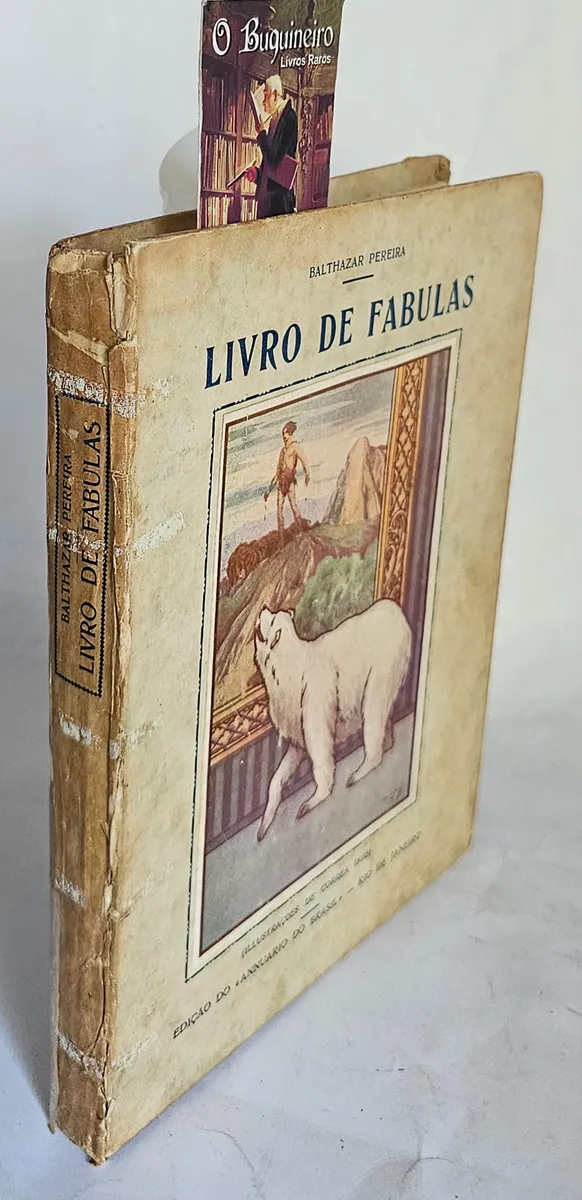 O Buquineiro
Livros Raros
BALTHAZAR PEREIRA
LIVRO DE FABULAS
BALTHAZAR PEREIRA
LIVRO DE FABULAS
ILLUSTRAÇÕES DE CORRÊA DIAS
EDIÇÃO DO «ANNUARIO DO BRASIL» — RIO DE JANEIRO